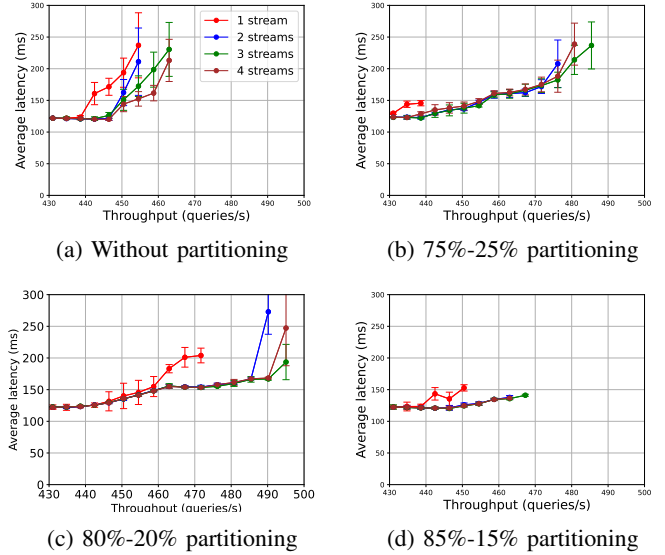 300
250
200
150
100
50
0
Average latency (ms)
1 stream
2 streams
3 streams
4 streams
430 440 450 460 470 480 490 500
Throughput (queries/s)
(a) Without partitioning
300
250
200
150
100
50
0
Average latency (ms)
430 440 450 460 470 480 490 500
Throughput (queries/s)
(b) 75%-25% partitioning
300
250
200
150
100
50
0
Average latency (ms)
430 440 450 460 470 480 490 500
Throughput (queries/s)
(c) 80%-20% partitioning
300
250
200
150
100
50
0
Average latency (ms)
430 440 450 460 470 480 490 500
Throughput (queries/s)
(d) 85%-15% partitioning